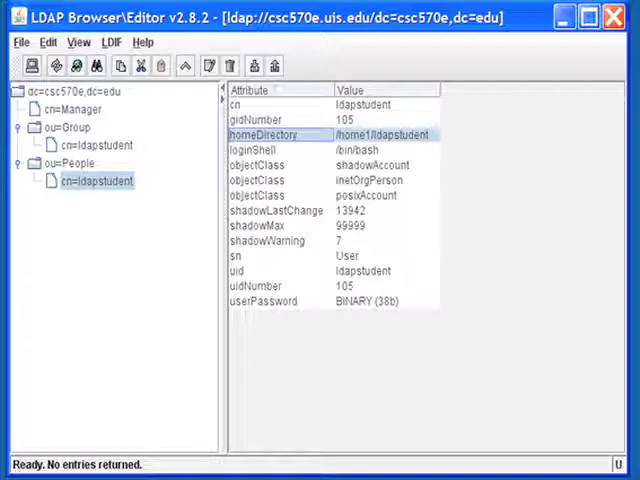 LDAP Browser\Editor v2.8.2 - [ldap://csc570e.uis.edu/dc=csc570e,dc=edu]
File Edit View LDIF Help
dc=csc570e,dc=edu
cn=Manager
ou=Group
cn=ldapstudent
ou=People
cn=ldapstudent
Attribute Value
cn ldapstudent
gidNumber 105
homeDirectory /home1/ldapstudent
loginShell /bin/bash
objectClass shadowAccount
objectClass inetOrgPerson
objectClass posixAccount
shadowLastChange 13942
shadowMax 99999
shadowWarning 7
sn User
uid ldapstudent
uidNumber 105
userPassword BINARY (38b)
Ready. No entries returned. U